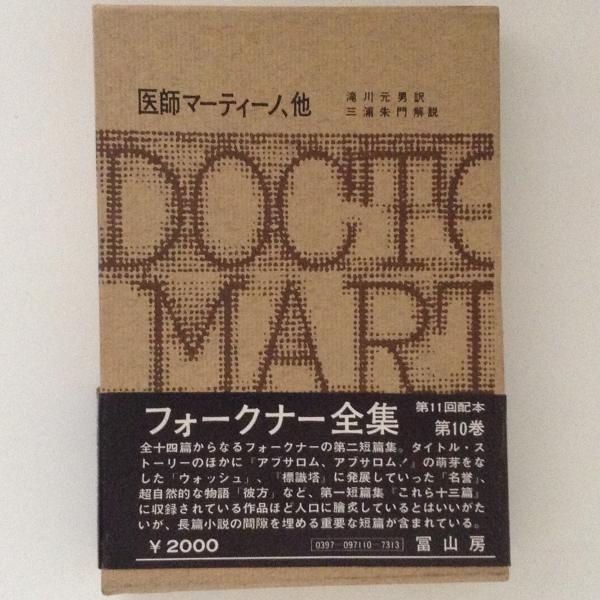 医師マーティーノ、他
滝川元男訳
三浦朱門解説
DOCTO
MART
フォークナー全集
第11回配本
第10巻
全十四篇からなるフォークナーの第二短篇集。タイトル・ス
トーリーのほかに「アブサロム、アブサロム!」の萌芽をな
した「ウォッシュ」、「標識塔」に発展していった「名誉」、
超自然的な物語「彼方」など、第一短篇集『これら十三篇』
に収録されている作品ほど人口に膾炙しているとはいいがた
いが、長篇小説の間隙を埋める重要な短篇が含まれている。
¥2000
0397-097110-7313
冨山房